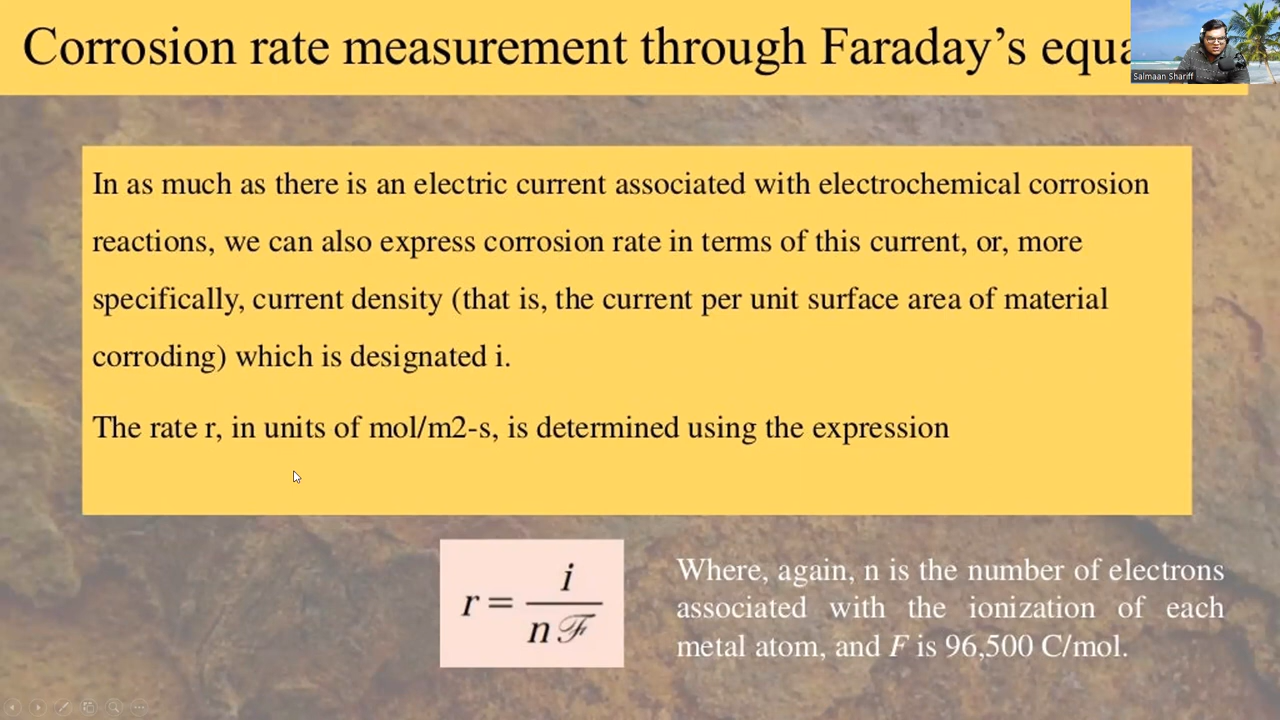 Corrosion rate measurement through Faraday's equa
Salmaan Shariff
In as much as there is an electric current associated with electrochemical corrosion
reactions, we can also express corrosion rate in terms of this current, or, more
specifically, current density (that is, the current per unit surface area of material
corroding) which is designated i.
The rate r, in units of mol/m2-s, is determined using the expression
r = i / nℱ
Where, again, n is the number of electrons
associated with the ionization of each
metal atom, and F is 96,500 C/mol.